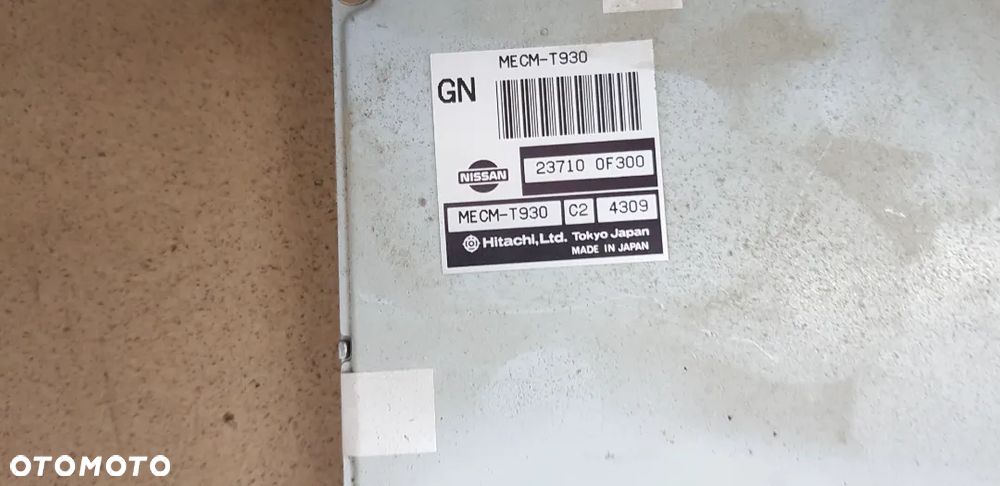 MECM-T930
GN
NISSAN
23710 0F300
MECM-T930 C2 4309
Hitachi, Ltd. Tokyo Japan
MADE IN JAPAN
OTOMOTO